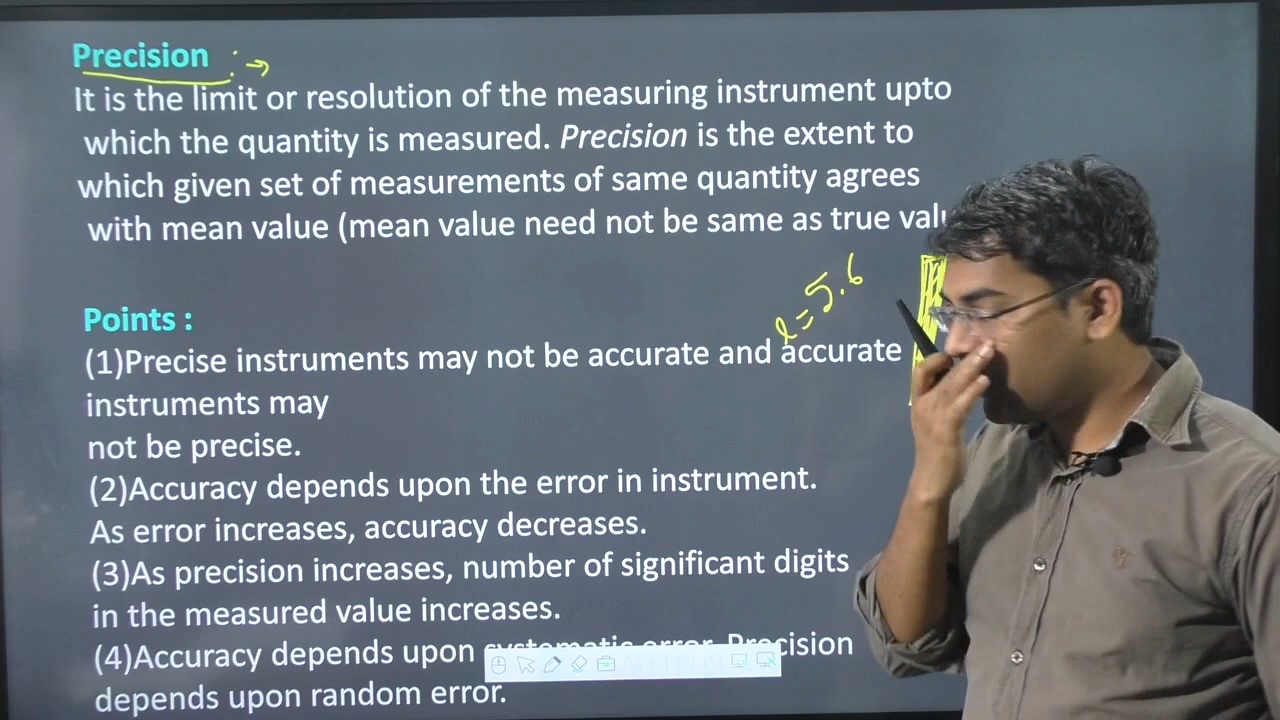 Precision : →
It is the limit or resolution of the measuring instrument upto
which the quantity is measured. Precision is the extent to
which given set of measurements of same quantity agrees
with mean value (mean value need not be same as true
l = 5.6
Points :
(1)Precise instruments may not be accurate and accurate
instruments may
not be precise.
(2)Accuracy depends upon the error in instrument.
As error increases, accuracy decreases.
(3)As precision increases, number of significant digits
in the measured value increases.
(4)Accuracy depends upon systematic error. Precision
depends upon random error.